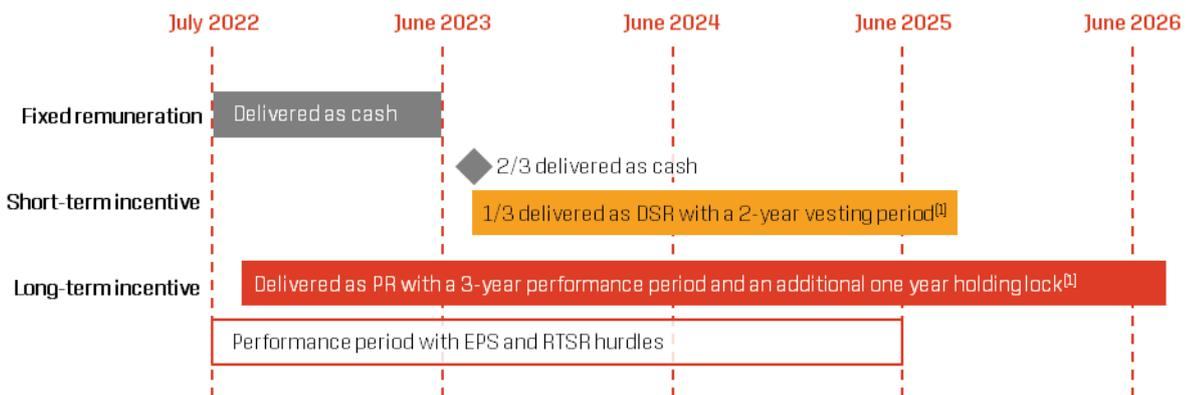 July 2022 June 2023 June 2024 June 2025 June 2026
Fixed remuneration Delivered as cash
2/3 delivered as cash
Short-term incentive
1/3 delivered as DSR with a 2-year vesting period[1]
Long-term incentive Delivered as PR with a 3-year performance period and an additional one year holding lock[1]
Performance period with EPS and RTSR hurdles